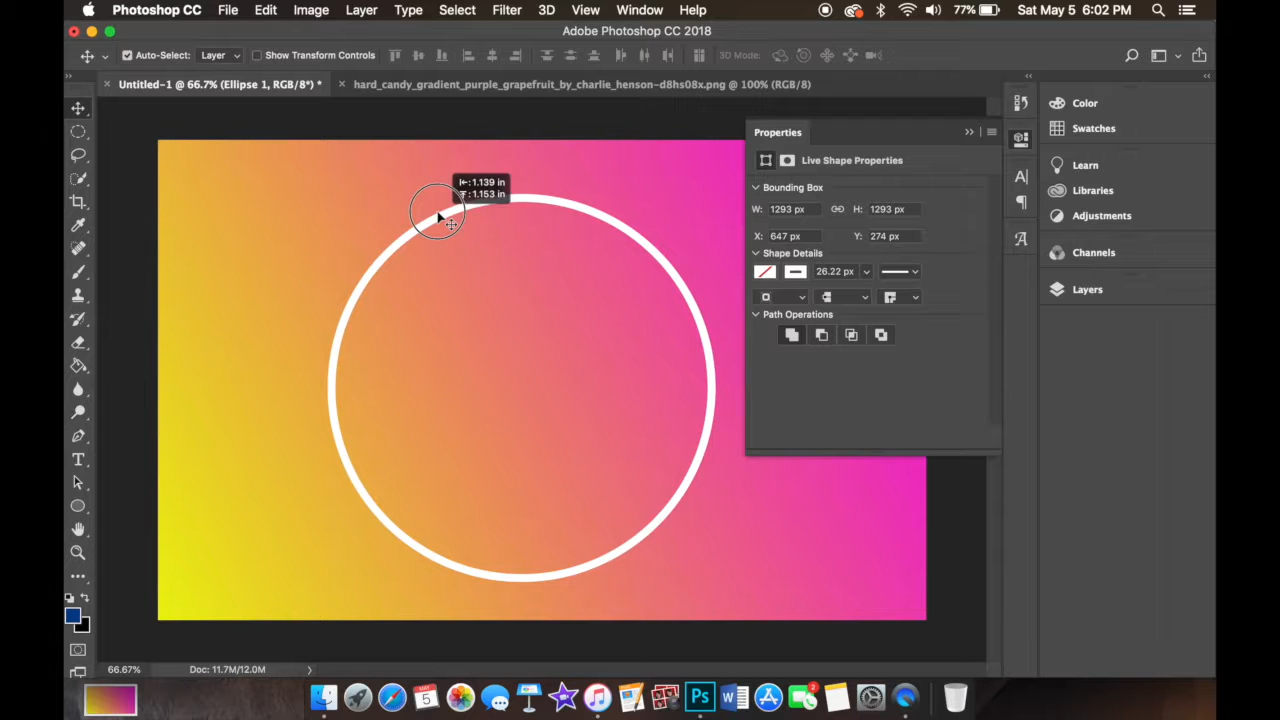 Photoshop CC File Edit Image Layer Type Select Filter 3D View Window Help 77% Sat May 5 6:02 PM
Adobe Photoshop CC 2018
Auto-Select: Layer Show Transform Controls 3D Mode:
Untitled-1 @ 66.7% (Ellipse 1, RGB/8*) * hard_candy_gradient_purple_grapefruit_by_charlie_henson-d8hs08x.png @ 100% (RGB/8)
1.139 in
1.153 in
Properties
Live Shape Properties
Bounding Box
W: 1293 px H: 1293 px
X: 647 px Y: 274 px
Shape Details
26.22 px
Path Operations
Color
Swatches
Learn
Libraries
Adjustments
Channels
Layers
66.67% Doc: 11.7M/12.0M
MAY
5
Ps
W
2